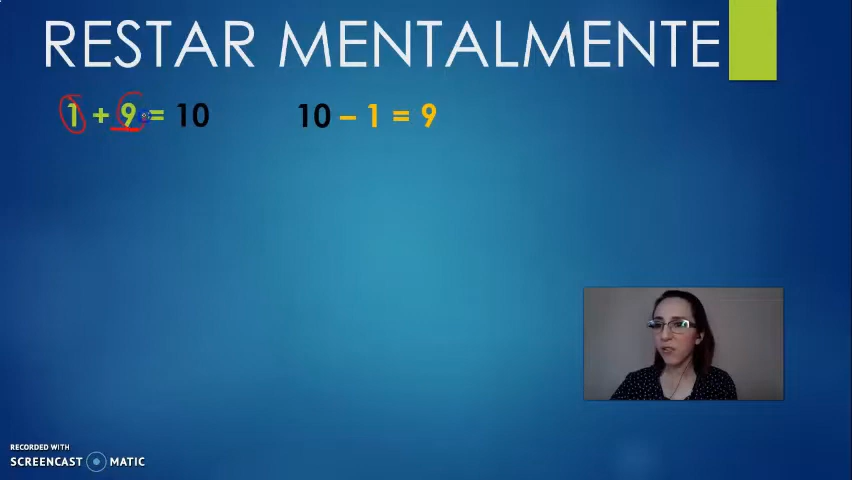 RESTAR MENTALMENTE
1 + 9 = 10 10 – 1 = 9
RECORDED WITH
SCREENCAST MATIC